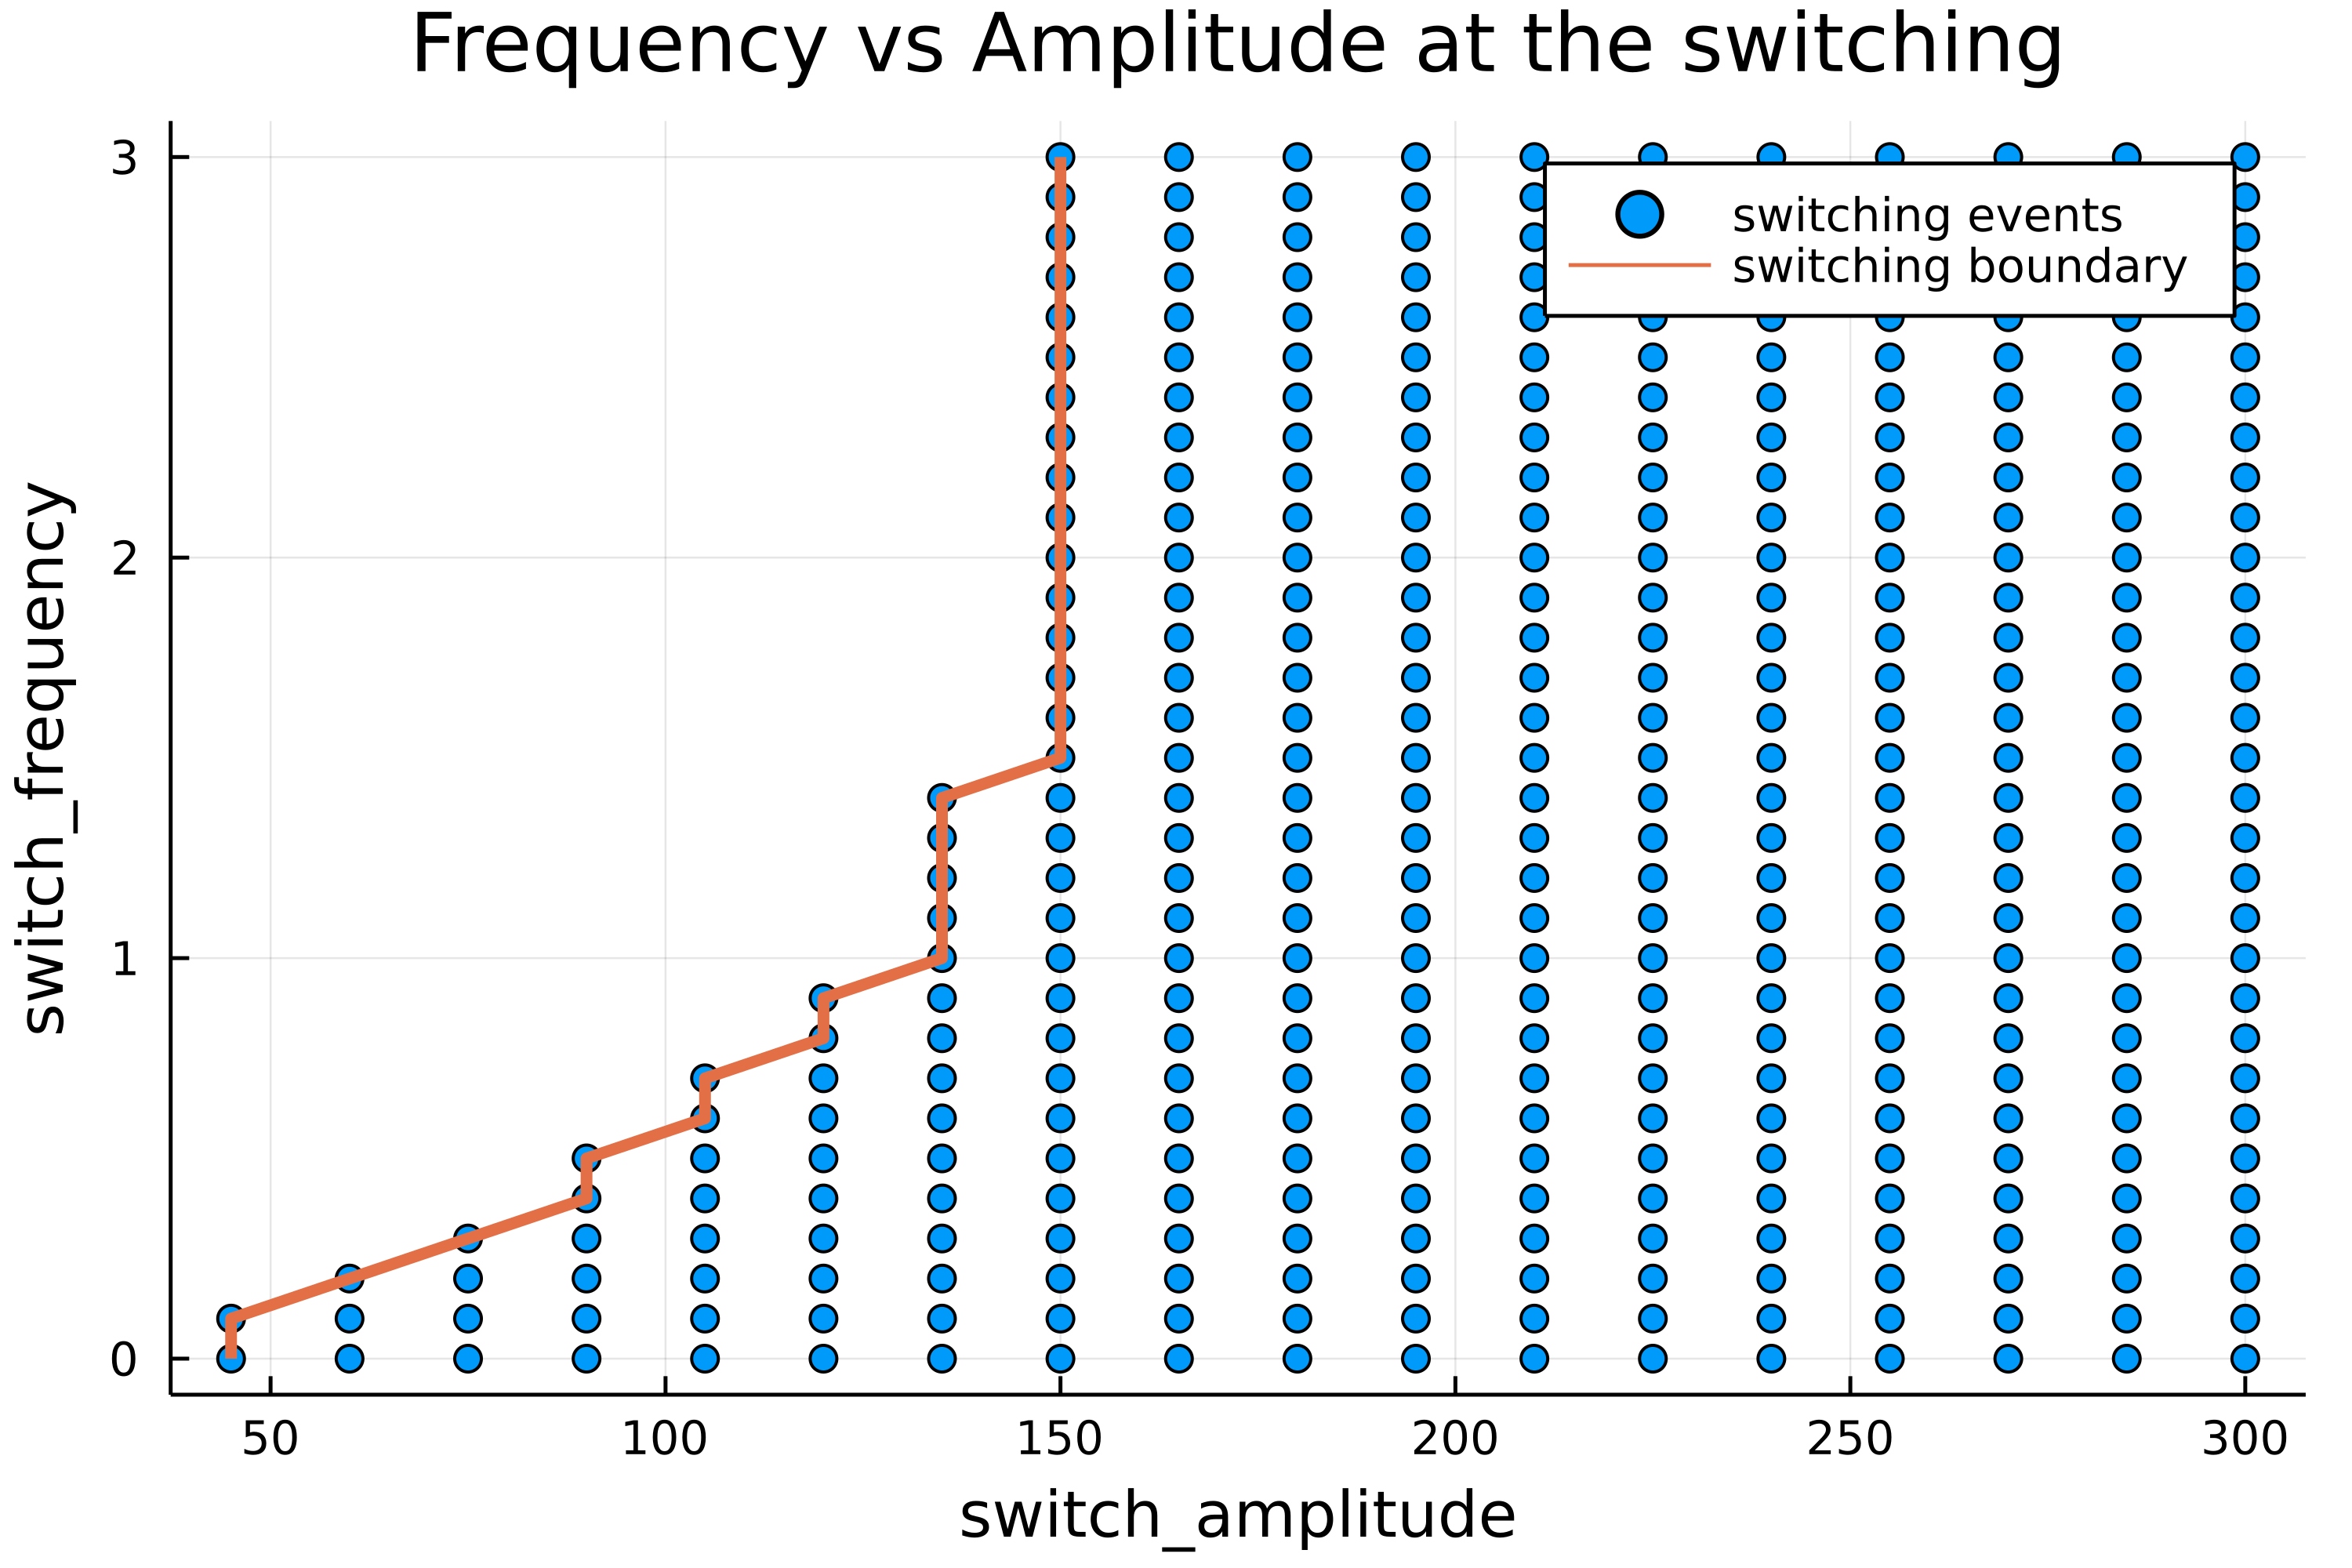 Frequency vs Amplitude at the switching
switching events
switching boundary
switch_frequency
3
2
1
0
50 100 150 200 250 300
switch_amplitude